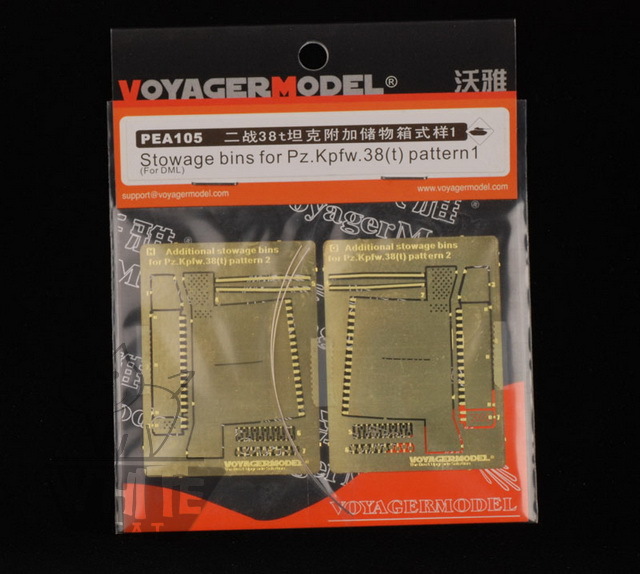 VOYAGERMODEL® 沃雅
PEA105 二战38t坦克附加储物箱式样1
Stowage bins for Pz.Kpfw.38(t) pattern1
(For DML)
support@voyagermodel.com www.voyagermodel.com
VoyagerModel
Additional stowage bins
for Pz.Kpfw.38(t) pattern 2
Additional stowage bins
for Pz.Kpfw.38(t) pattern 2
VOYAGERMODEL
VOYAGERMODEL
VOYAGERMODEL